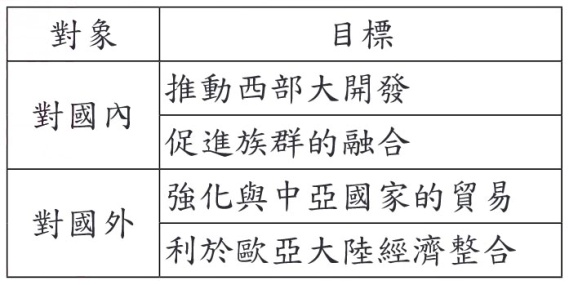 對象 目標
對國內
推動西部大開發
促進族群的融合
對國外
強化與中亞國家的貿易
利於歐亞大陸經濟整合